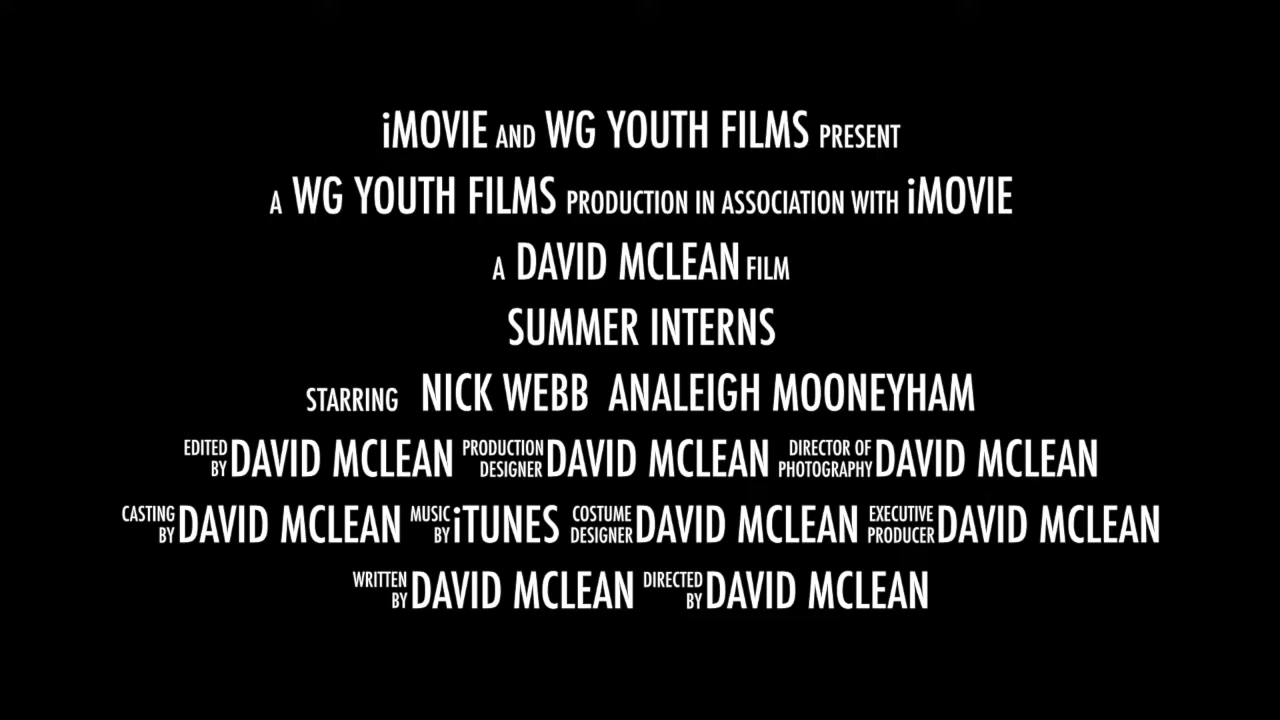 iMOVIE AND WG YOUTH FILMS PRESENT
A WG YOUTH FILMS PRODUCTION IN ASSOCIATION WITH iMOVIE
A DAVID MCLEAN FILM
SUMMER INTERNS
STARRING NICK WEBB ANALEIGH MOONEYHAM
EDITED BY DAVID MCLEAN PRODUCTION DESIGNER DAVID MCLEAN DIRECTOR OF PHOTOGRAPHY DAVID MCLEAN
CASTING BY DAVID MCLEAN MUSIC BY iTUNES COSTUME DESIGNER DAVID MCLEAN EXECUTIVE PRODUCER DAVID MCLEAN
WRITTEN BY DAVID MCLEAN DIRECTED BY DAVID MCLEAN